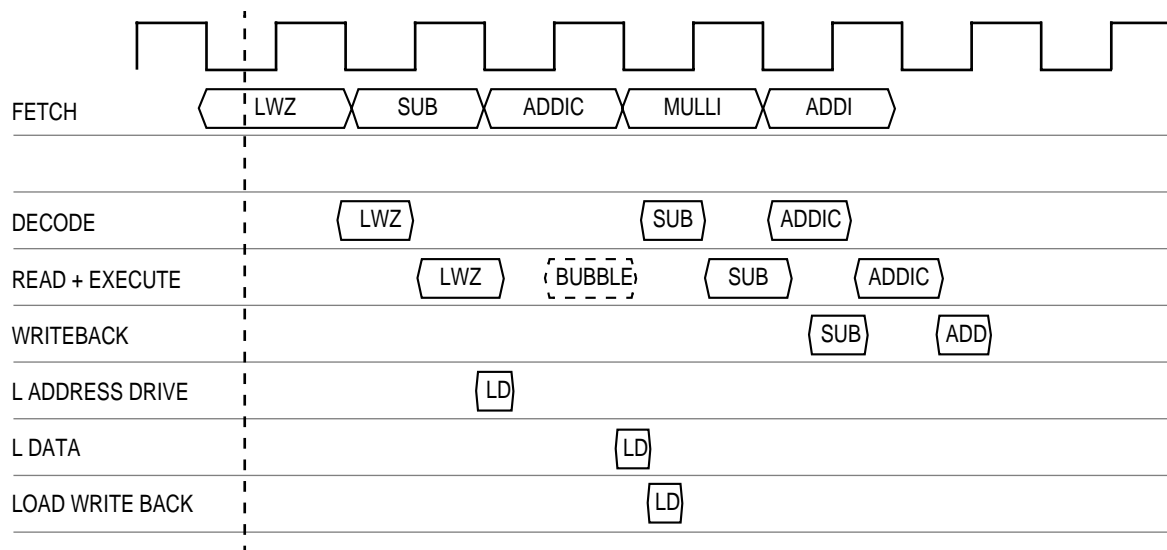 FETCH LWZ SUB ADDIC MULLI ADDI
DECODE LWZ SUB ADDIC
READ + EXECUTE LWZ BUBBLE SUB ADDIC
WRITEBACK SUB ADD
L ADDRESS DRIVE LD
L DATA LD
LOAD WRITE BACK LD